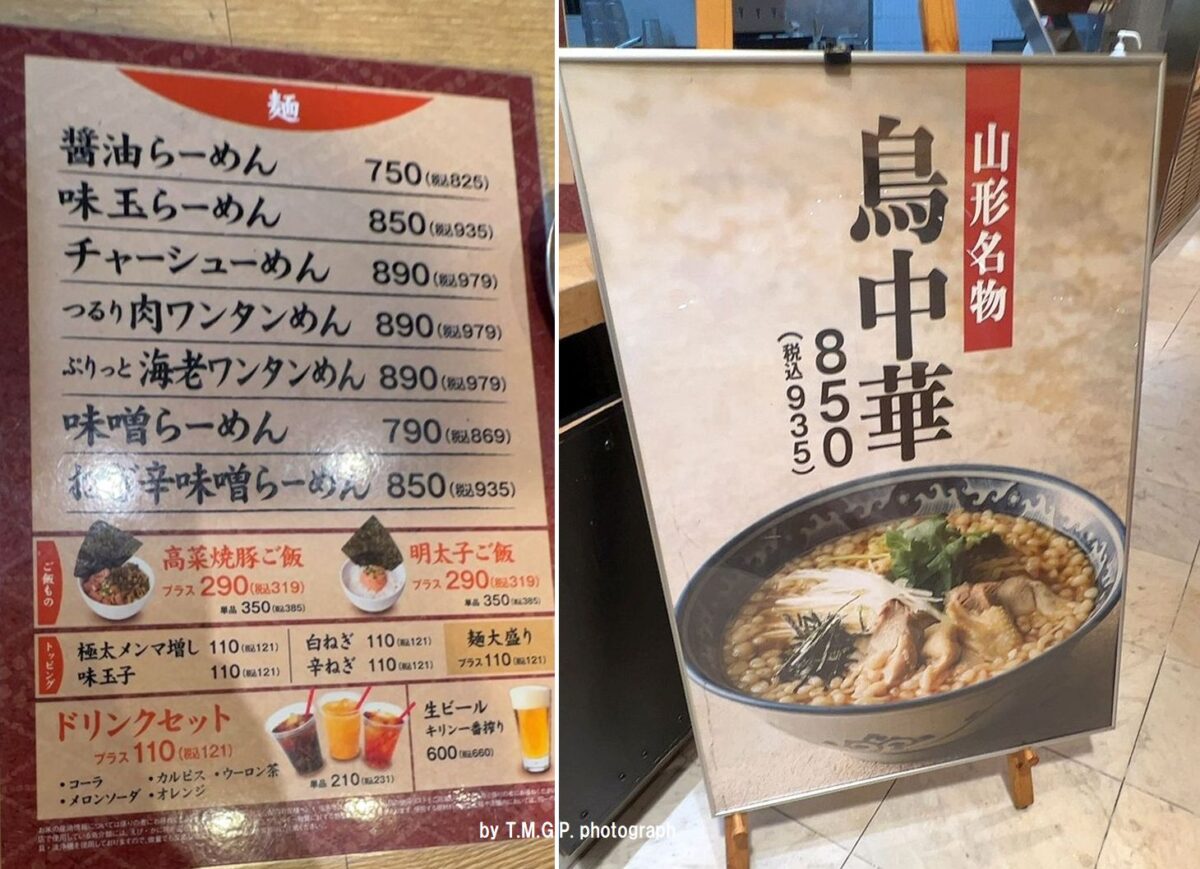 麺
醤油らーめん 750(税込825)
味玉らーめん 850(税込935)
チャーシューめん 890(税込979)
つるり肉ワンタンめん 890(税込979)
ぷりっと海老ワンタンめん 890(税込979)
味噌らーめん 790(税込869)
辛味噌らーめん 850(税込935)
ご飯もの
高菜焼豚ご飯
プラス290(税込319)
単品 350(税込385)
明太子ご飯
プラス290(税込319)
単品 350(税込385)
トッピング
極太メンマ増し 110(税込121)
味玉子 110(税込121)
白ねぎ 110(税込121)
辛ねぎ 110(税込121)
麺大盛り
プラス110(税込121)
ドリンクセット
プラス110(税込121)
・コーラ ・カルピス ・ウーロン茶
・メロンソーダ ・オレンジ
単品 210(税込231)
生ビール
キリン一番搾り
600(税込660)
山形名物
鳥中華
850
(税込935)
by T.M.G.P. photograph